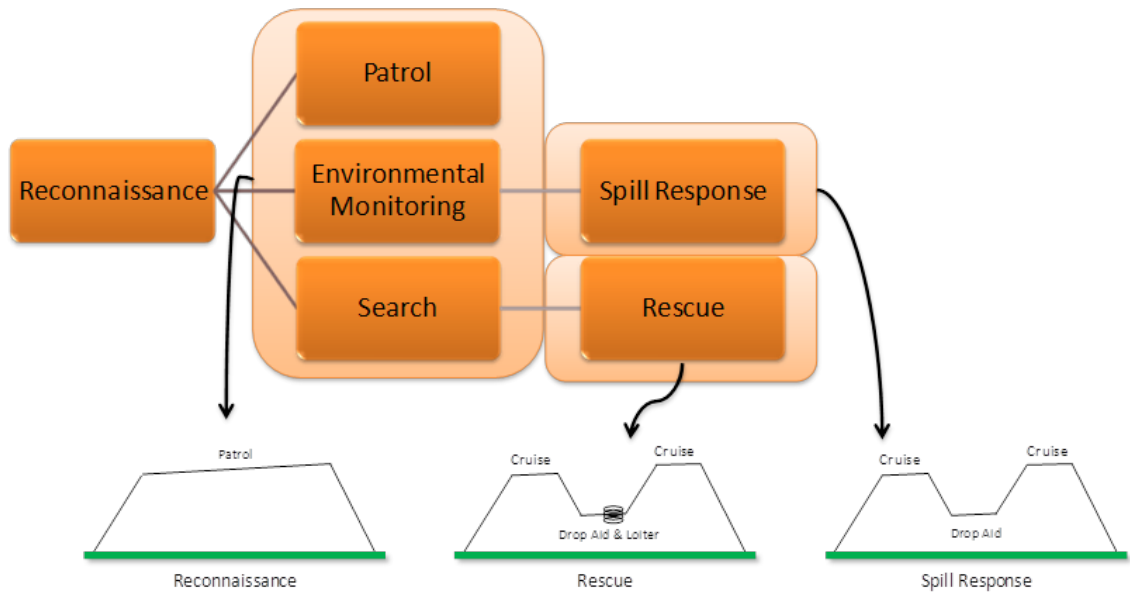 Patrol
Reconnaissance
Environmental
Monitoring
Spill Response
Search
Rescue
Patrol
Cruise
Cruise
Drop Aid & Loiter
Cruise
Cruise
Drop Aid
Reconnaissance
Rescue
Spill Response